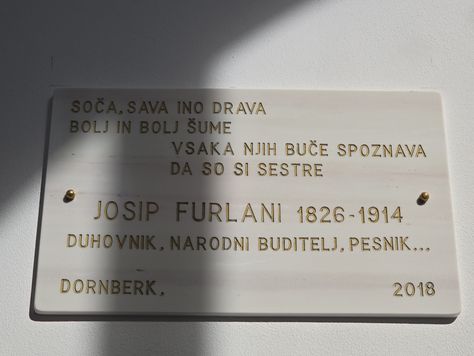 SOČA, SAVA INO DRAVA
BOLJ IN BOLJ ŠUME
VSAKA NJIH BUČE SPOZNAVA
DA SO SI SESTRE
JOSIP FURLANI 1826-1914
DUHOVNIK, NARODNI BUDITELJ, PESNIK...
DORNBERK, 2018